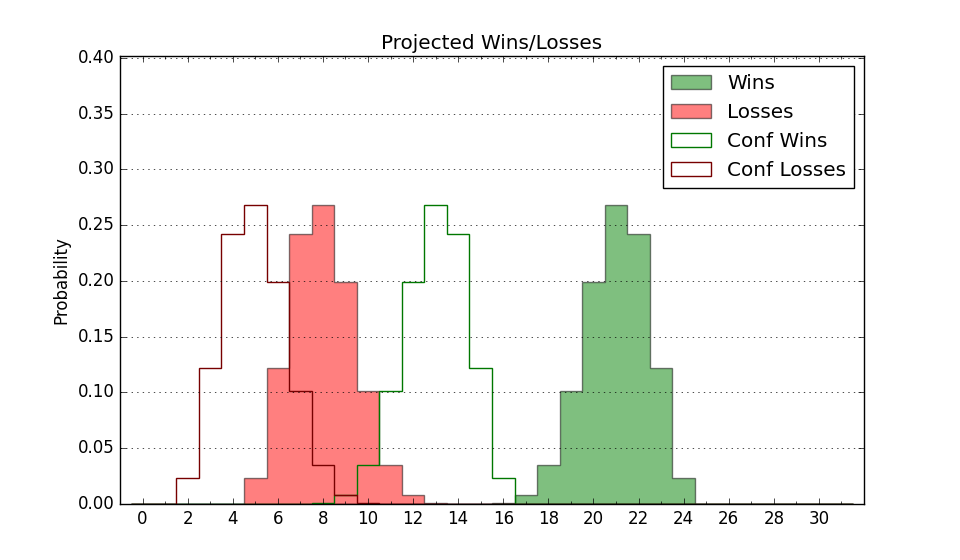 Projected Wins/Losses
0.40
0.35
0.30
0.25
0.20
0.15
0.10
0.05
0.00
Probability
Wins
Losses
Conf Wins
Conf Losses
0 2 4 6 8 10 12 14 16 18 20 22 24 26 28 30